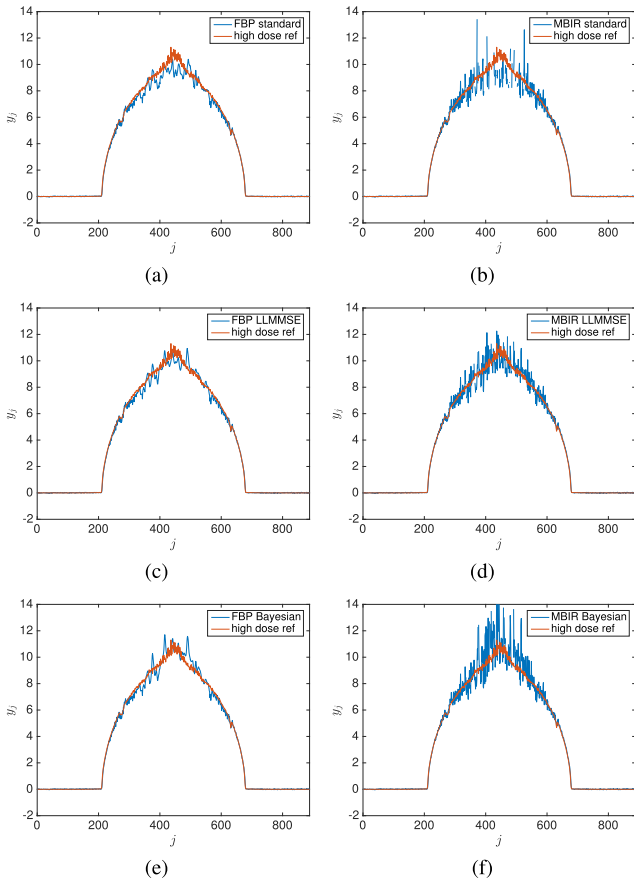 14
12
10
8
6
4
2
0
-2
0 200 400 600 800
y_j
j
FBP standard
high dose ref
(a)
14
12
10
8
6
4
2
0
-2
0 200 400 600 800
y_j
j
MBIR standard
high dose ref
(b)
14
12
10
8
6
4
2
0
-2
0 200 400 600 800
y_j
j
FBP LLMMSE
high dose ref
(c)
14
12
10
8
6
4
2
0
-2
0 200 400 600 800
y_j
j
MBIR LLMMSE
high dose ref
(d)
14
12
10
8
6
4
2
0
-2
0 200 400 600 800
y_j
j
FBP Bayesian
high dose ref
(e)
14
12
10
8
6
4
2
0
-2
0 200 400 600 800
y_j
j
MBIR Bayesian
high dose ref
(f)